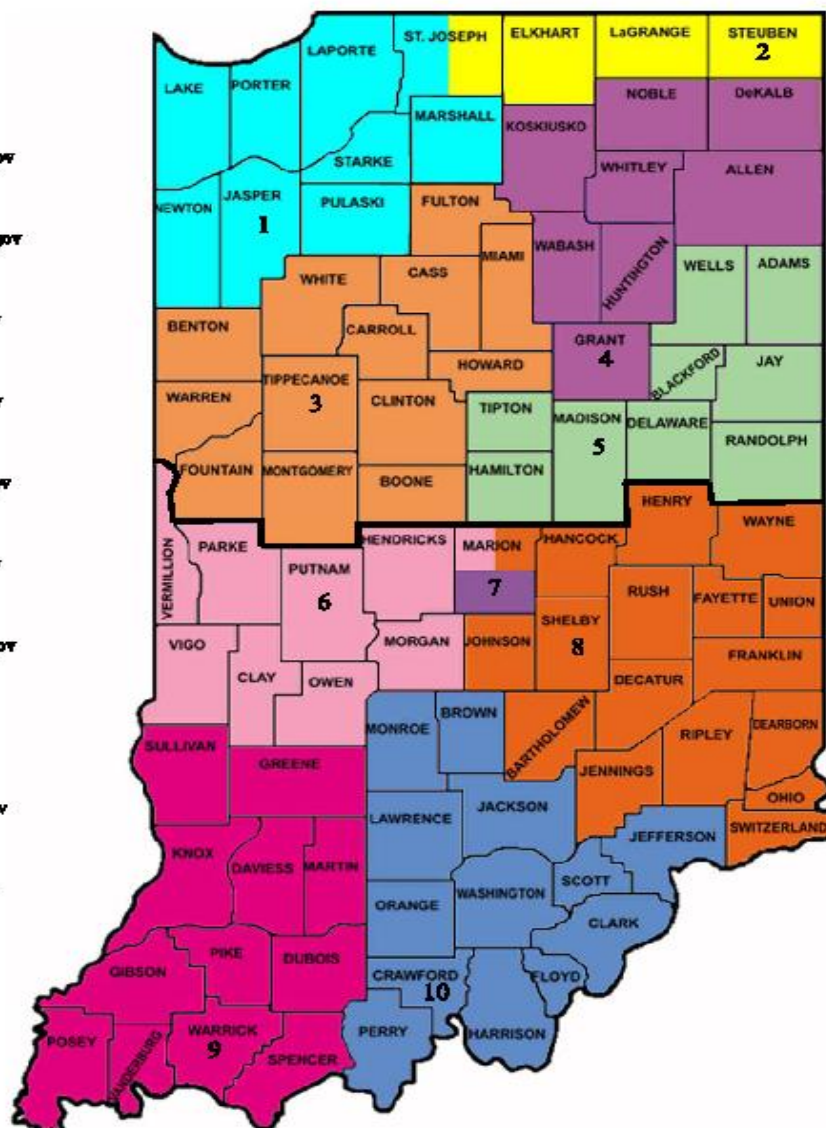 ST. JOSEPH ELKHART LaGRANGE STEUBEN
2
LAPORTE
LAKE PORTER
NOBLE DeKALB
MARSHALL KOSKIUSKO
STARKE WHITLEY ALLEN
NEWTON JASPER PULASKI FULTON
1
WABASH HUNTINGTON
MIAMI WELLS ADAMS
WHITE CASS
BENTON CARROLL GRANT
4
HOWARD BLACKFORD JAY
WARREN TIPPECANOE CLINTON TIPTON MADISON DELAWARE
3 5
RANDOLPH
FOUNTAIN MONTGOMERY BOONE HAMILTON
HENRY WAYNE
VERMILLION PARKE HENDRICKS MARION HANCOCK
PUTNAM 7
6
RUSH FAYETTE UNION
VIGO MORGAN JOHNSON SHELBY
8
FRANKLIN
CLAY OWEN DECATUR
MONROE BROWN BARTHOLOMEW RIPLEY DEARBORN
SULLIVAN GREENE JENNINGS
OHIO
LAWRENCE JACKSON JEFFERSON SWITZERLAND
KNOX DAVIESS MARTIN
SCOTT
ORANGE WASHINGTON
CLARK
PIKE DUBOIS
GIBSON CRAWFORD FLOYD
10
POSEY VANDERBURG WARRICK PERRY HARRISON
9
SPENCER